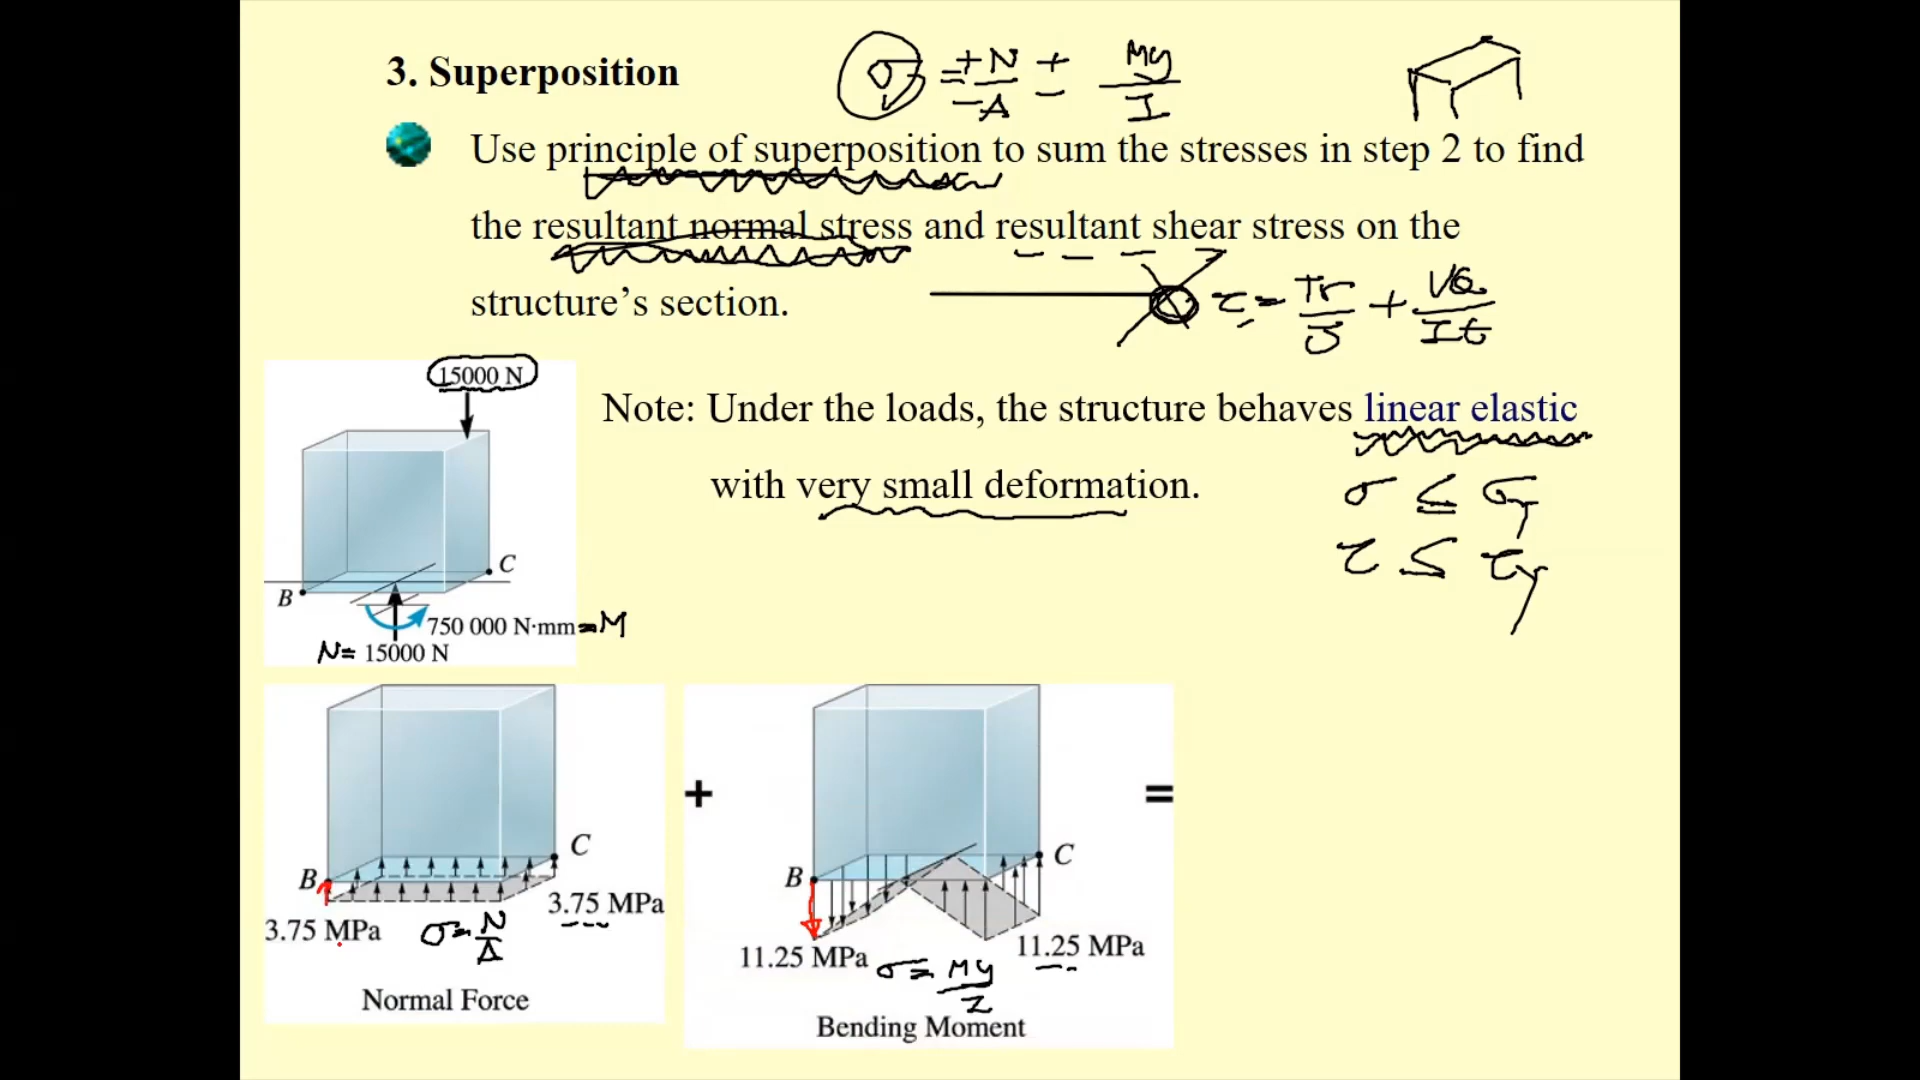 3. Superposition
σ = +N/−A ± My/I
Use principle of superposition to sum the stresses in step 2 to find
the resultant normal stress and resultant shear stress on the
structure’s section.
τ = Tr/J + VQ/It
15000 N
Note: Under the loads, the structure behaves linear elastic
with very small deformation.
σ ≤ σy
τ ≤ τy
C
B
750 000 N·mm = M
N = 15000 N
+
=
B
C
3.75 MPa
3.75 MPa
σ = N/A
Normal Force
B
C
11.25 MPa
11.25 MPa
σ = My/I
Bending Moment